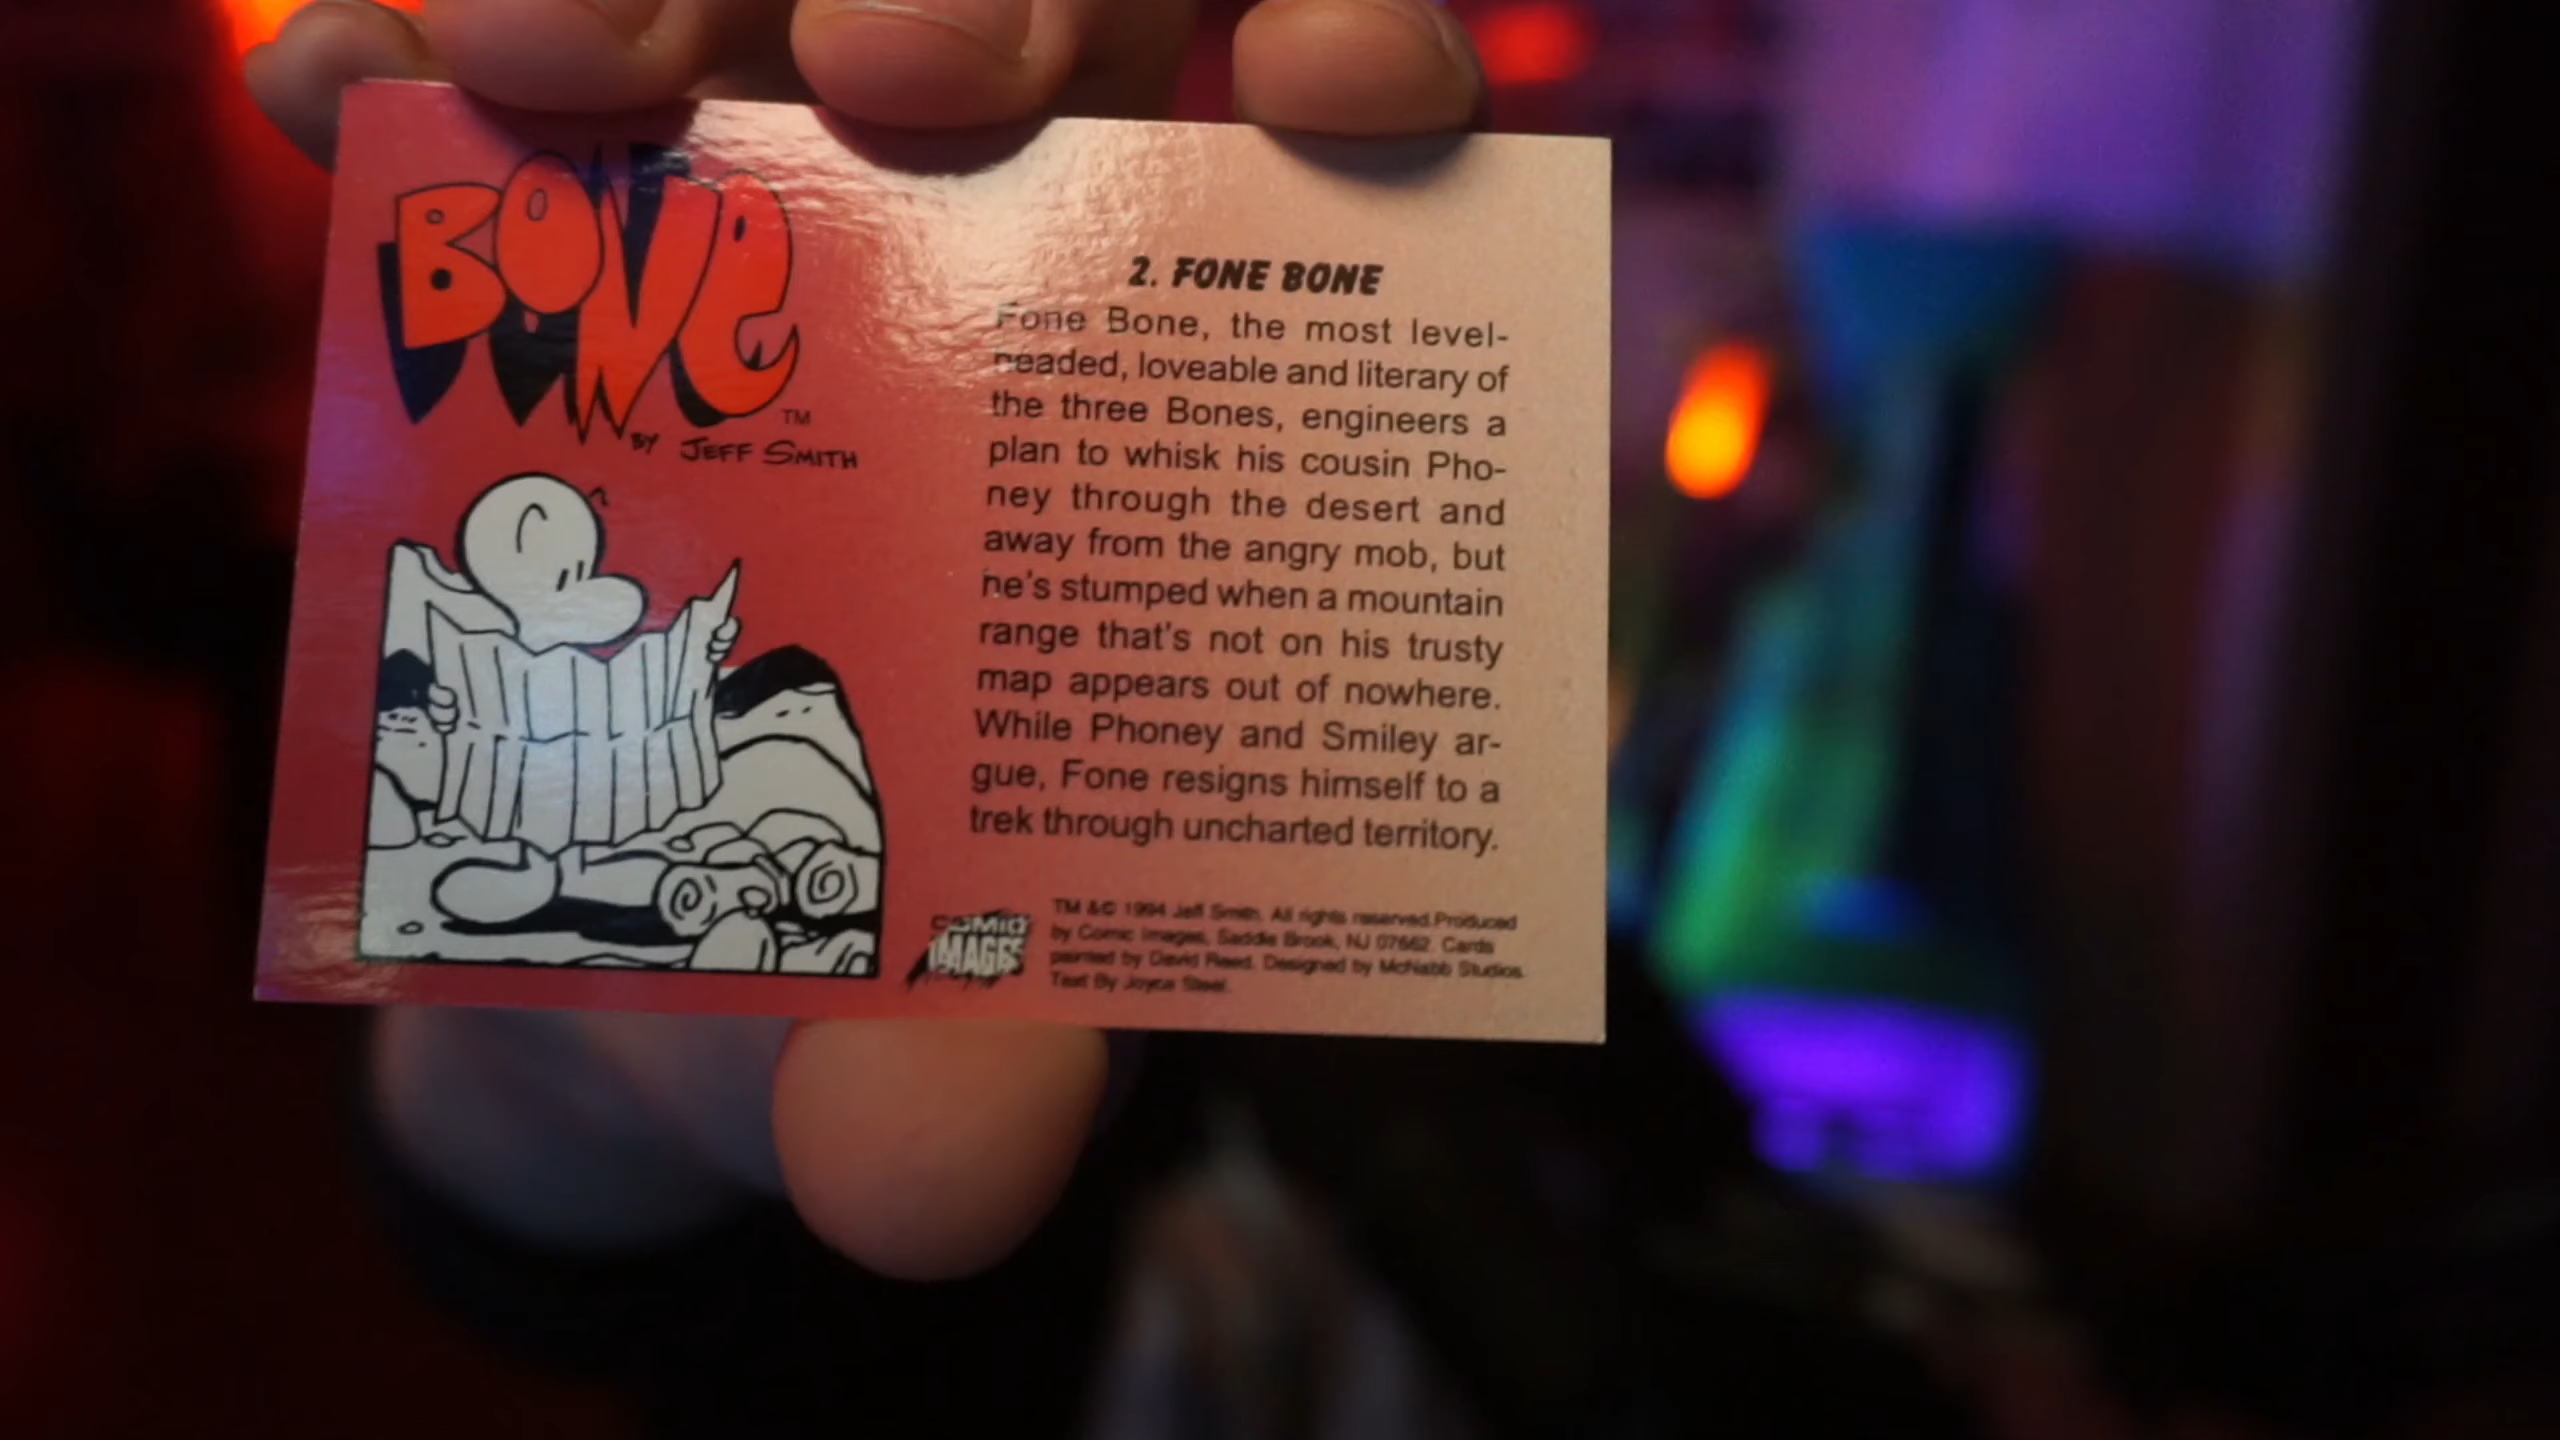 BONE
TM
BY JEFF SMITH
2. FONE BONE
Fone Bone, the most level-
headed, loveable and literary of
the three Bones, engineers a
plan to whisk his cousin Pho-
ney through the desert and
away from the angry mob, but
he's stumped when a mountain
range that's not on his trusty
map appears out of nowhere.
While Phoney and Smiley ar-
gue, Fone resigns himself to a
trek through uncharted territory.
COMIC
IMAGES
TM & © 1994 Jeff Smith. All rights reserved.Produced
by Comic Images, Saddle Brook, NJ 07662. Cards
painted by David Reed. Designed by McNabb Studios.
Text By Joyce Steel.